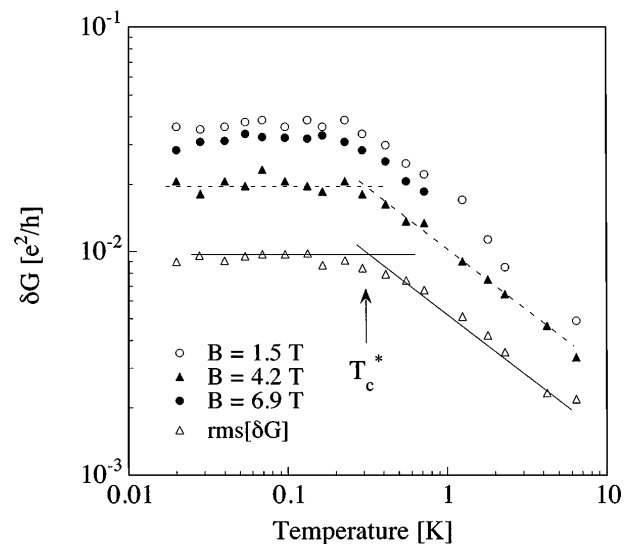 10⁻¹
10⁻²
10⁻³
δG [e²/h]
○ B = 1.5 T
▲ B = 4.2 T
● B = 6.9 T
△ rms[δG]
T_c*
0.01 0.1 1 10
Temperature [K]